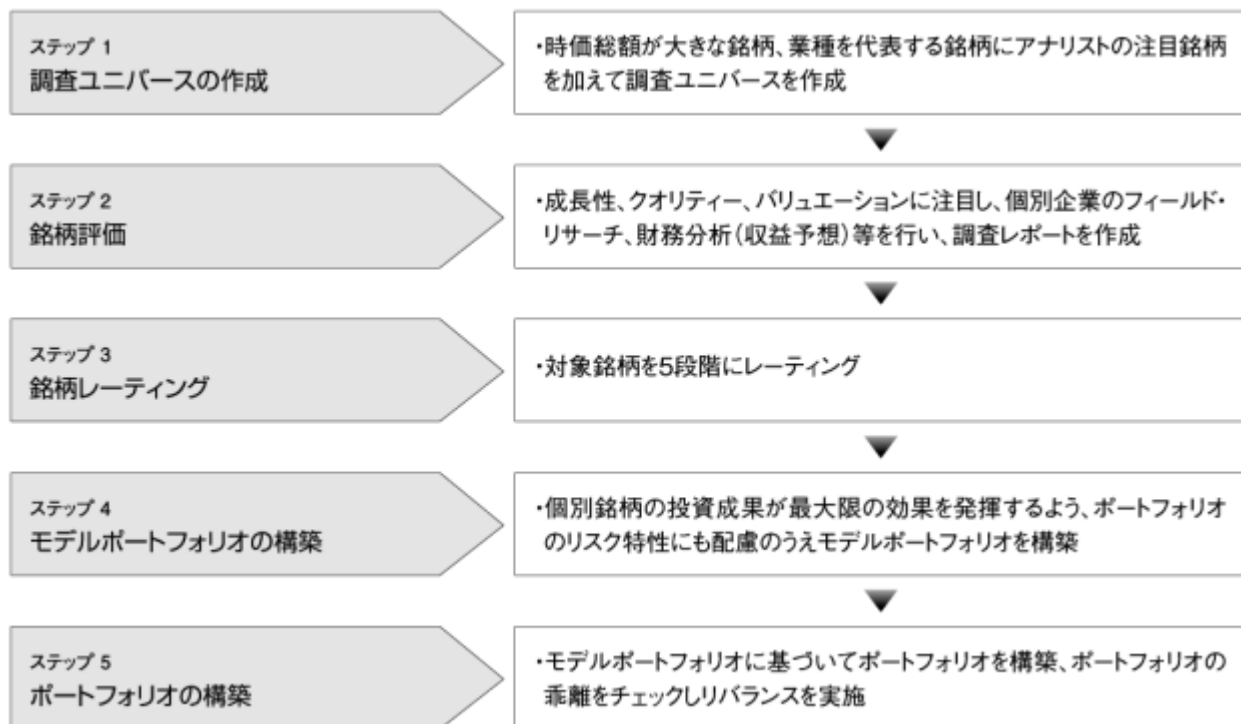 ステップ 1
調査ユニバースの作成
・時価総額が大きな銘柄、業種を代表する銘柄にアナリストの注目銘柄
を加えて調査ユニバースを作成
ステップ 2
銘柄評価
・成長性、クオリティー、バリュエーションに注目し、個別企業のフィールド・
リサーチ、財務分析(収益予想)等を行い、調査レポートを作成
ステップ 3
銘柄レーティング
・対象銘柄を5段階にレーティング
ステップ 4
モデルポートフォリオの構築
・個別銘柄の投資成果が最大限の効果を発揮するよう、ポートフォリオ
のリスク特性にも配慮のうえモデルポートフォリオを構築
ステップ 5
ポートフォリオの構築
・モデルポートフォリオに基づいてポートフォリオを構築、ポートフォリオの
乖離をチェックしリバランスを実施